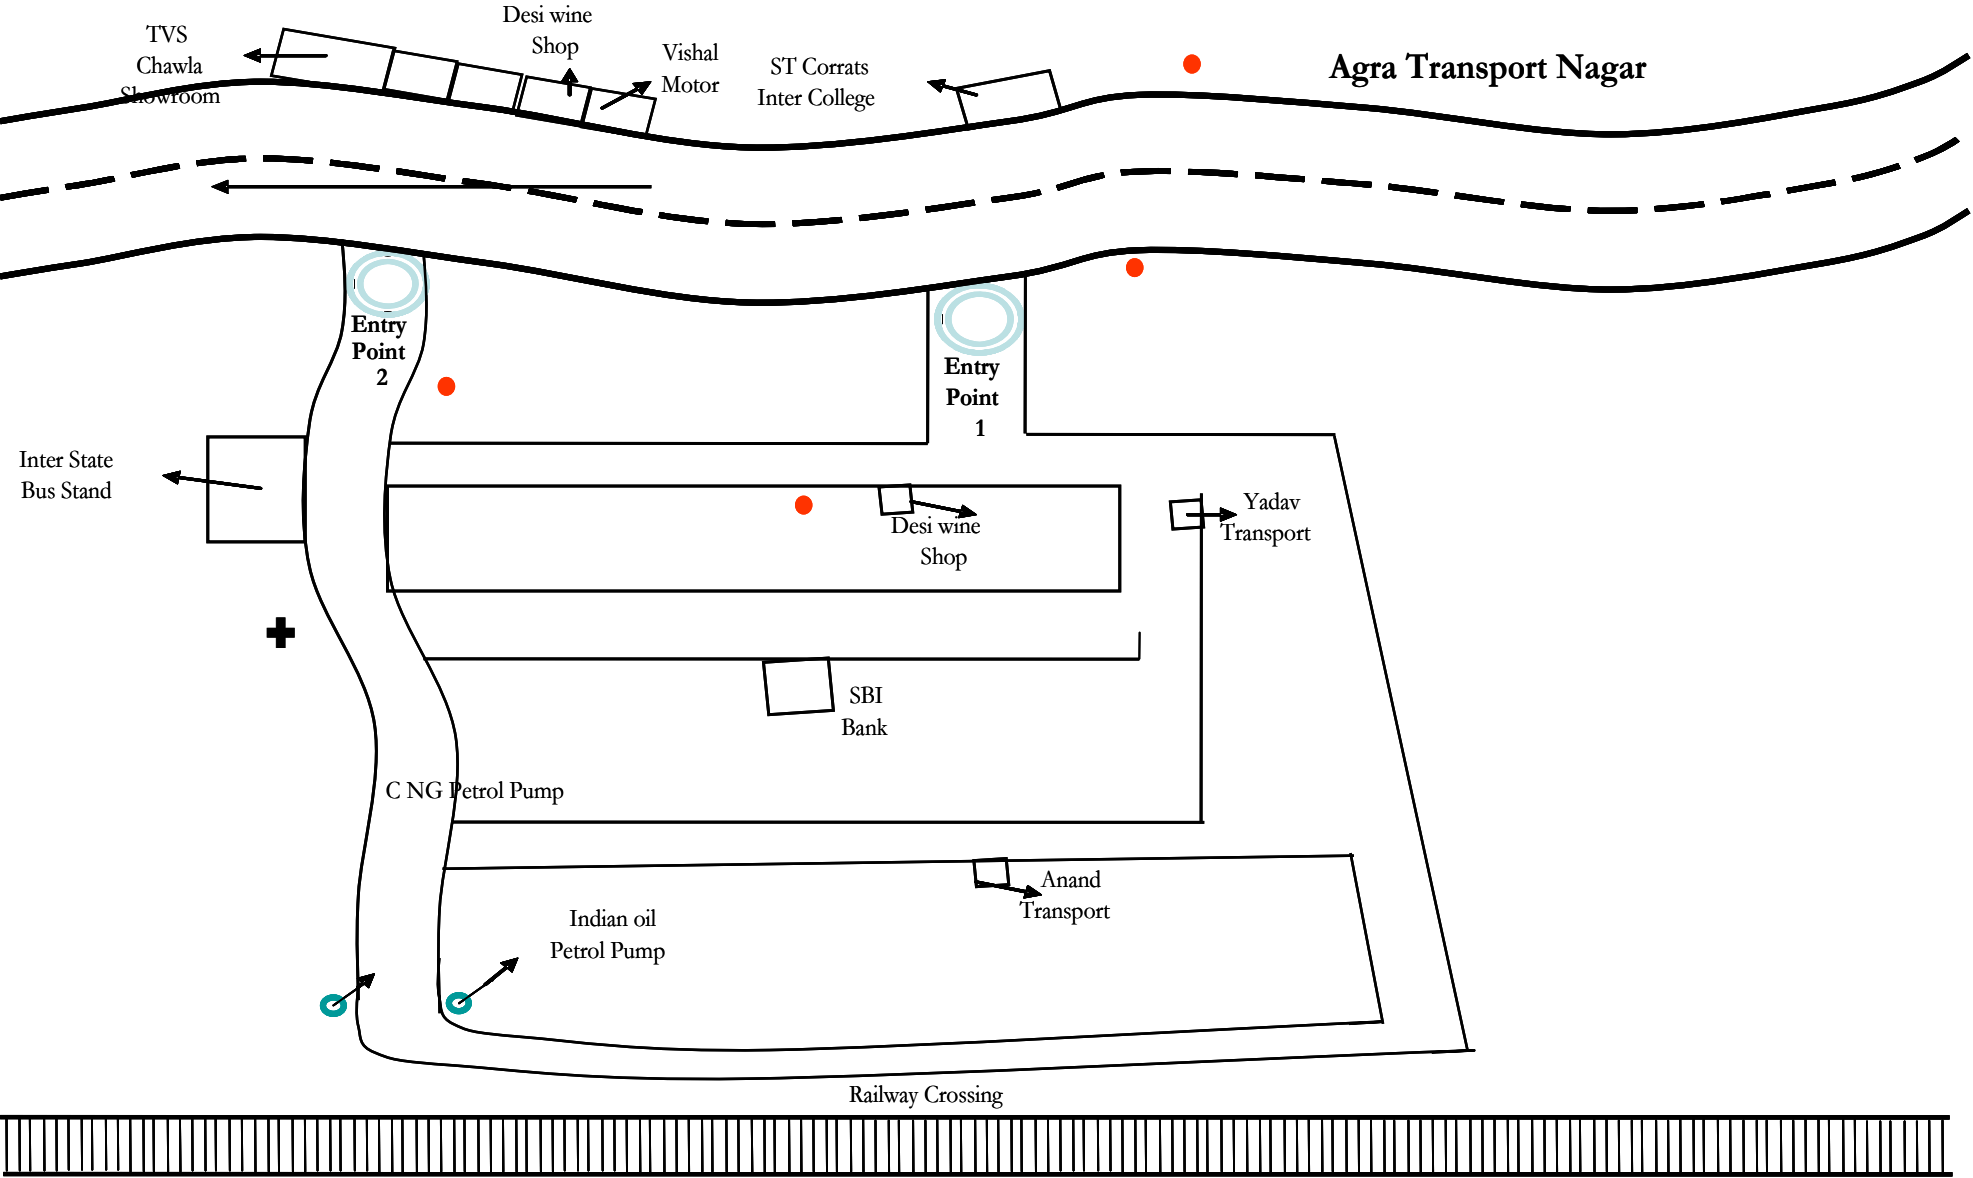 TVS
Chawla
Showroom
Desi wine
Shop
Vishal
Motor
ST Corrats
Inter College
Agra Transport Nagar
Entry
Point
2
Entry
Point
1
Inter State
Bus Stand
Desi wine
Shop
Yadav
Transport
SBI
Bank
C NG Petrol Pump
Anand
Transport
Indian oil
Petrol Pump
Railway Crossing